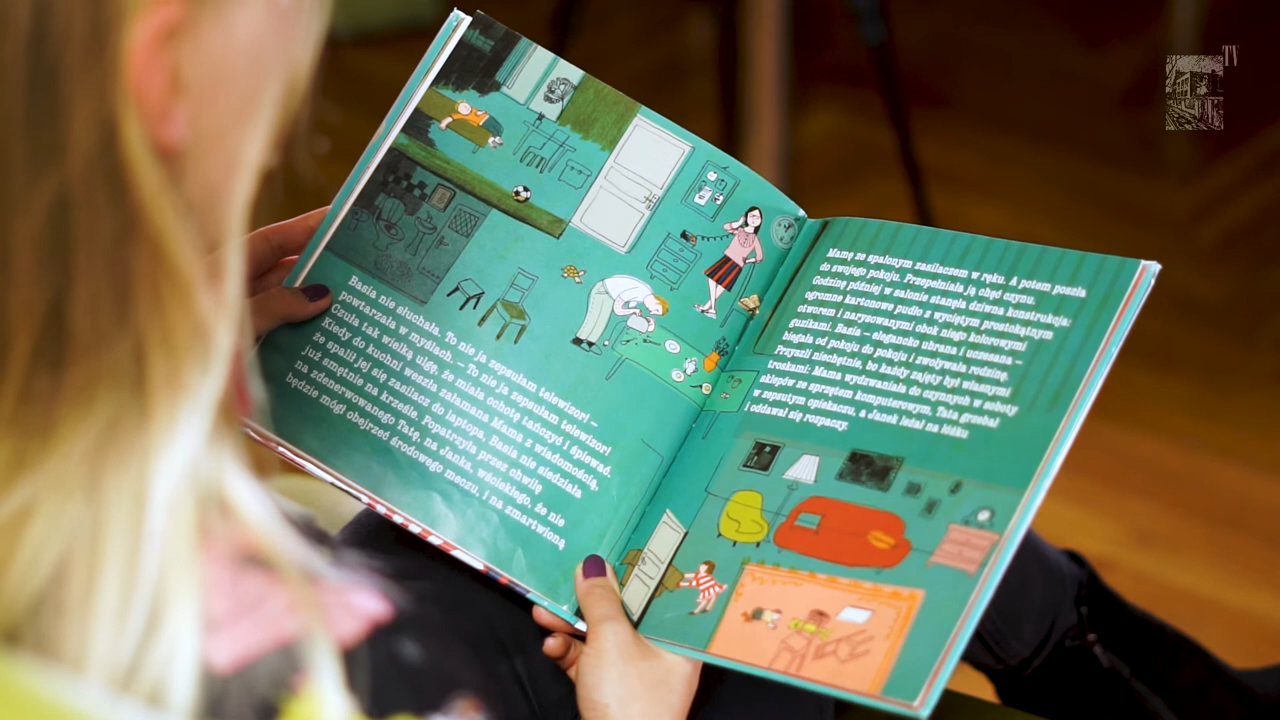 Basia nie słuchała. To nie ja zepsułam telewizor! –
powtarzała w myślach. – To nie ja zepsułam telewizor!
Czuła tak wielką ulgę, że miała ochotę tańczyć i śpiewać.
Kiedy do kuchni weszła załamana Mama z wiadomością,
że spalił jej się zasilacz do laptopa, Basia nie siedziała
już smętnie na krześle. Popatrzyła przez chwilę
na zdenerwowanego Tatę, na Janka, wściekłego, że nie
będzie mógł obejrzeć środowego meczu, i na zmartwioną
Mamę ze spalonym zasilaczem w ręku. A potem poszła
do swojego pokoju. Przepełniała ją chęć czynu.
Godzinę później w salonie stanęła dziwna konstrukcja:
ogromne kartonowe pudło z wyciętym prostokątnym
otworem i narysowanymi obok niego kolorowymi
guzikami. Basia – elegancko ubrana i uczesana –
biegała od pokoju do pokoju i zwoływała rodzinę.
Przyszli niechętnie, bo każdy zajęty był własnymi
troskami: Mama wydzwaniała do czynnych w soboty
sklepów ze sprzętem komputerowym, Tata grzebał
w zepsutym opiekaczu, a Janek leżał na łóżku
i oddawał się rozpaczy.
TV